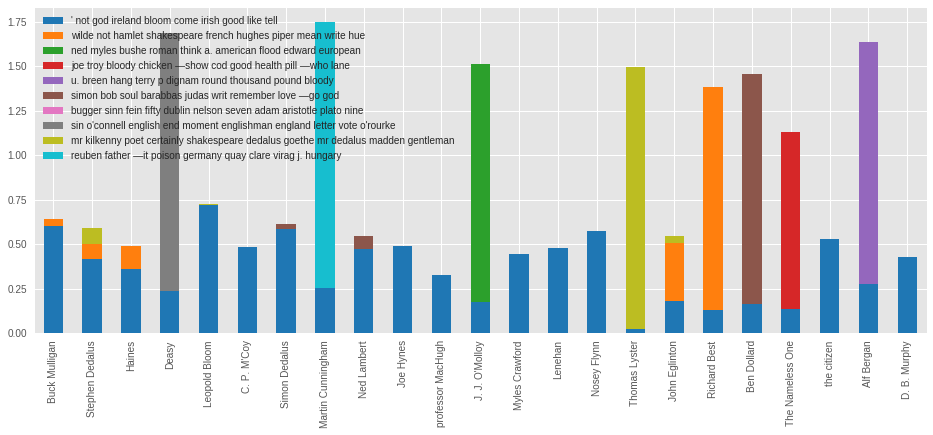 1.75
1.50
1.25
1.00
0.75
0.50
0.25
0.00
' not god ireland bloom come irish good like tell
wilde not hamlet shakespeare french hughes piper mean write hue
ned myles bushe roman think a. american flood edward european
joe troy bloody chicken —show cod good health pill —who lane
u. breen hang terry p dignam round thousand pound bloody
simon bob soul barabbas judas writ remember love —go god
bugger sinn fein fifty dublin nelson seven adam aristotle plato nine
sin o'connell english end moment englishman england letter vote o'rourke
mr kilkenny poet certainly shakespeare dedalus goethe mr dedalus madden gentleman
reuben father —it poison germany quay clare virag j. hungary
Buck Mulligan
Stephen Dedalus
Haines
Deasy
Leopold Bloom
C. P. M'Coy
Simon Dedalus
Martin Cunningham
Ned Lambert
Joe Hynes
professor MacHugh
J. J. O'Molloy
Myles Crawford
Lenehan
Nosey Flynn
Thomas Lyster
John Eglinton
Richard Best
Ben Dollard
The Nameless One
the citizen
Alf Bergan
D. B. Murphy